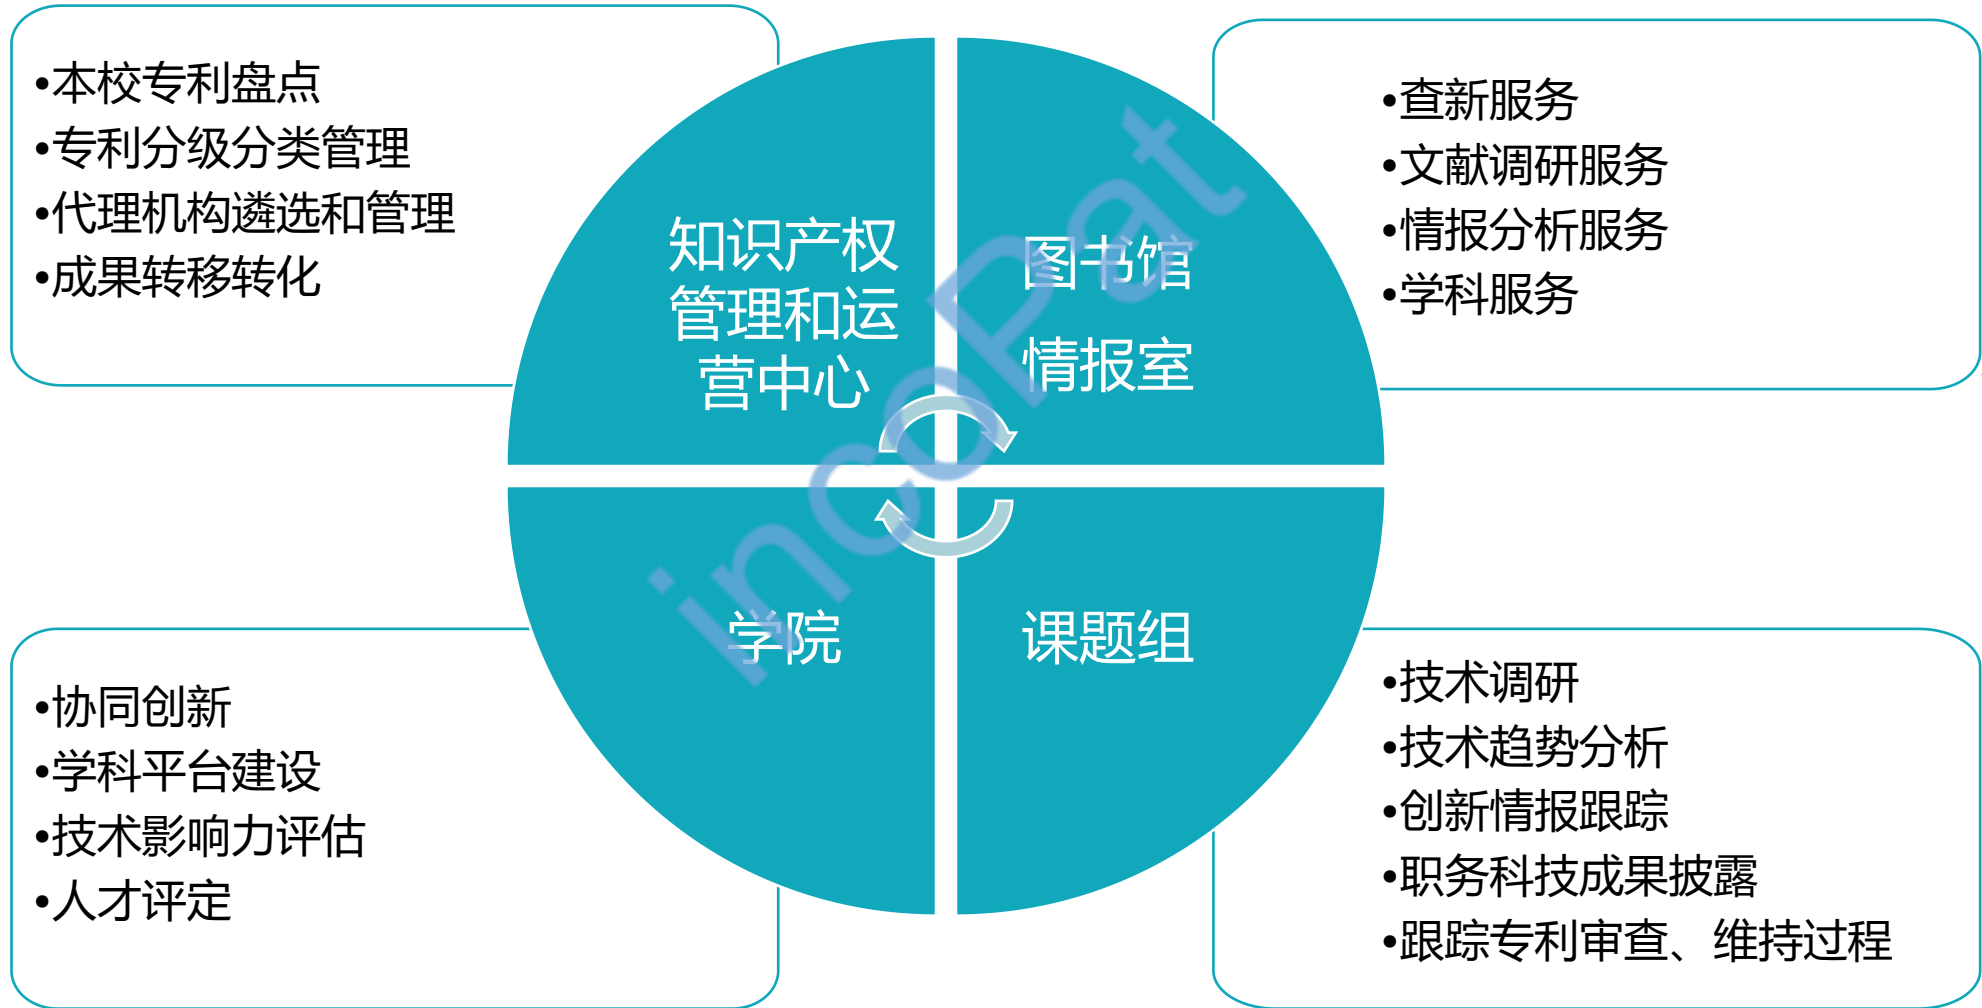 •本校专利盘点
•专利分级分类管理
•代理机构遴选和管理
•成果转移转化
知识产权
管理和运
营中心
图书馆
情报室
•查新服务
•文献调研服务
•情报分析服务
•学科服务
•协同创新
•学科平台建设
•技术影响力评估
•人才评定
学院
课题组
•技术调研
•技术趋势分析
•创新情报跟踪
•职务科技成果披露
•跟踪专利审查、维持过程
incoPat